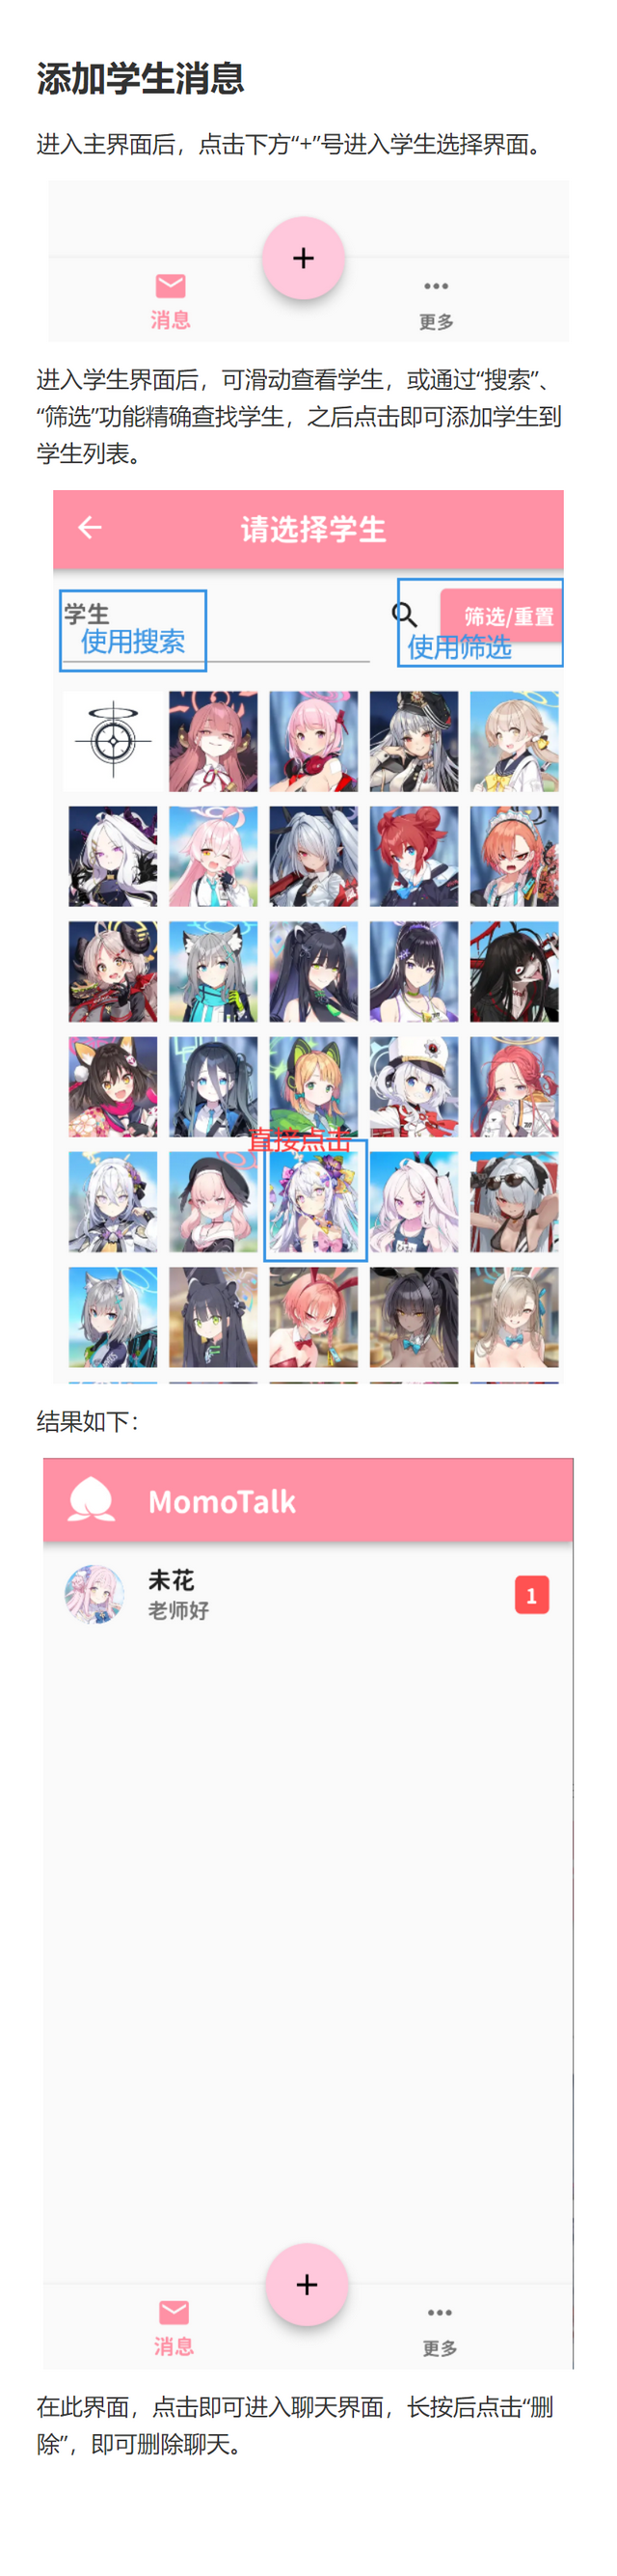 添加学生消息
进入主界面后，点击下方“+”号进入学生选择界面。
+
消息
更多
进入学生界面后，可滑动查看学生，或通过“搜索”、
“筛选”功能精确查找学生，之后点击即可添加学生到
学生列表。
请选择学生
学生
筛选/重置
使用搜索
使用筛选
直接点击
结果如下：
MomoTalk
未花
1
老师好
+
消息
更多
在此界面，点击即可进入聊天界面，长按后点击“删
除”，即可删除聊天。